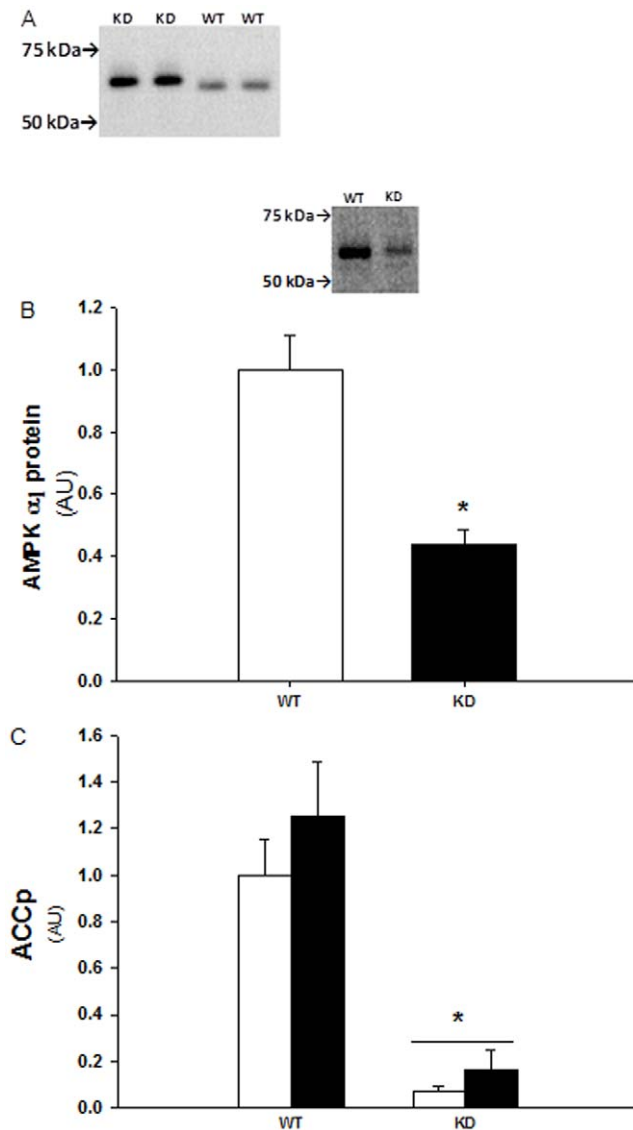 A
KD KD WT WT
75 kDa→
50 kDa→
WT KD
75 kDa→
50 kDa→
B
1.2
1.0
0.8
0.6
0.4
0.2
0.0
AMPK α1 protein
(AU)
*
WT KD
C
1.6
1.4
1.2
1.0
0.8
0.6
0.4
0.2
0.0
ACCp
(AU)
*
WT KD